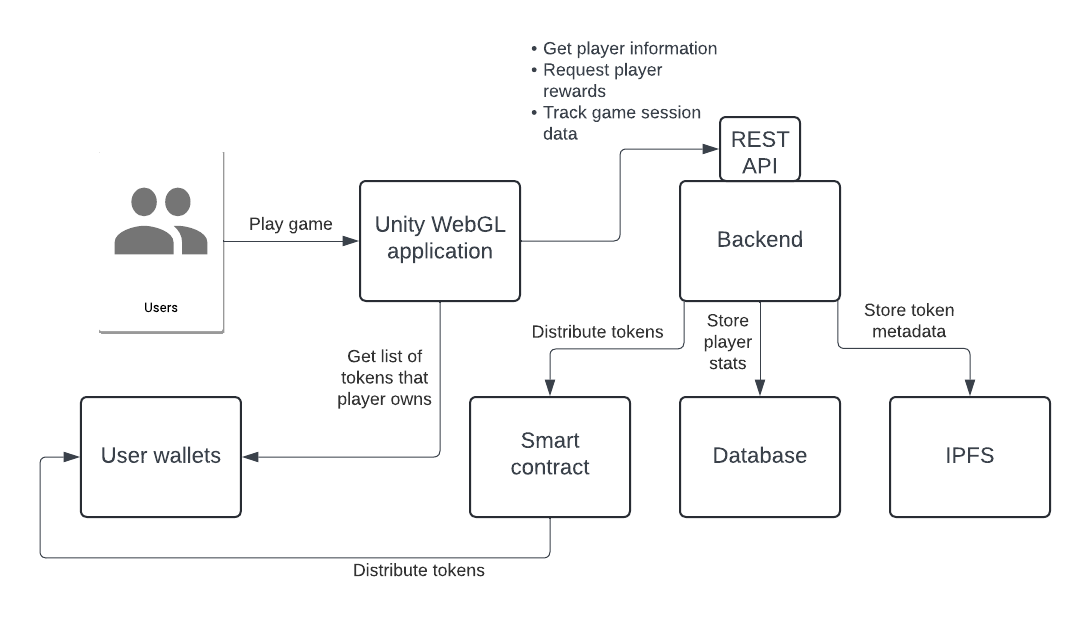 • Get player information
• Request player
rewards
• Track game session
data
REST
API
Play game
Unity WebGL
application
Backend
Users
Distribute tokens
Store
player
stats
Store token
metadata
Get list of
tokens that
player owns
User wallets
Smart
contract
Database
IPFS
Distribute tokens